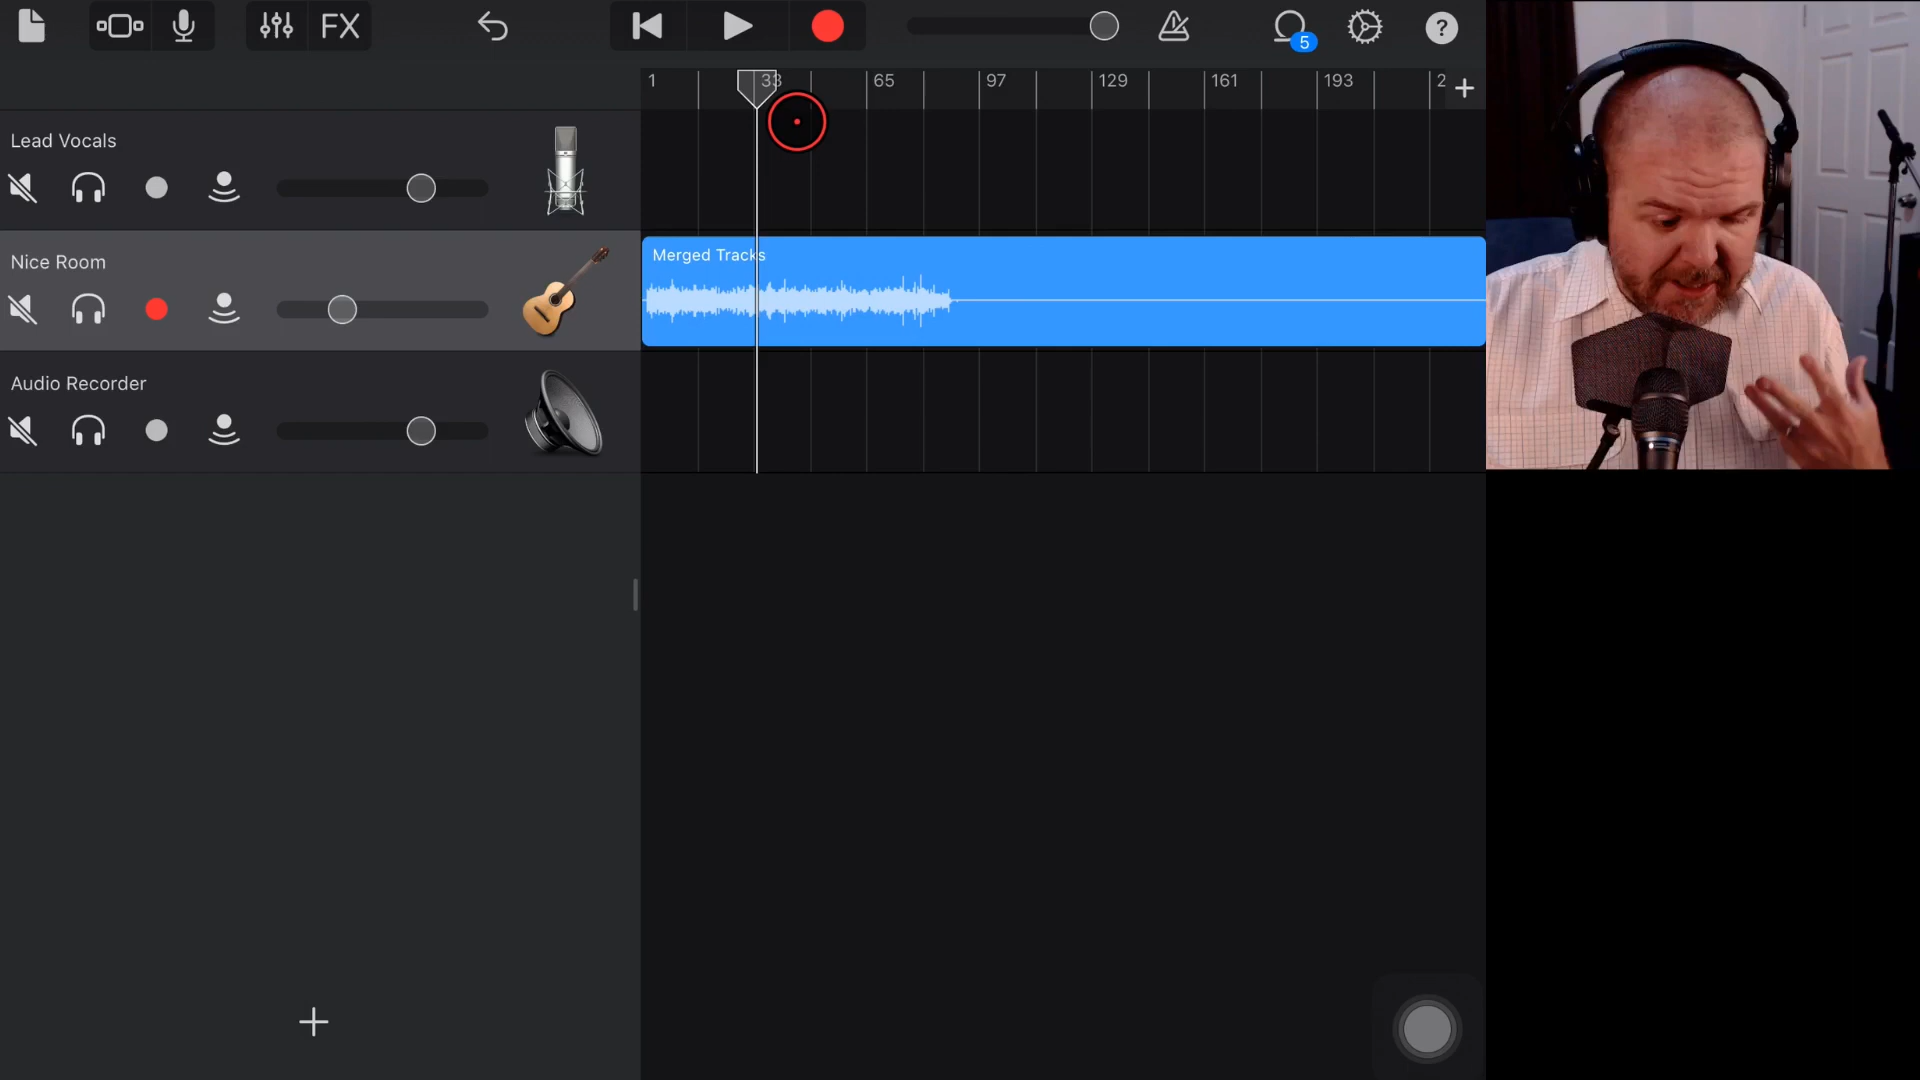 FX
5
?
1
33
65
97
129
161
193
2
Lead Vocals
Nice Room
Merged Tracks
Audio Recorder